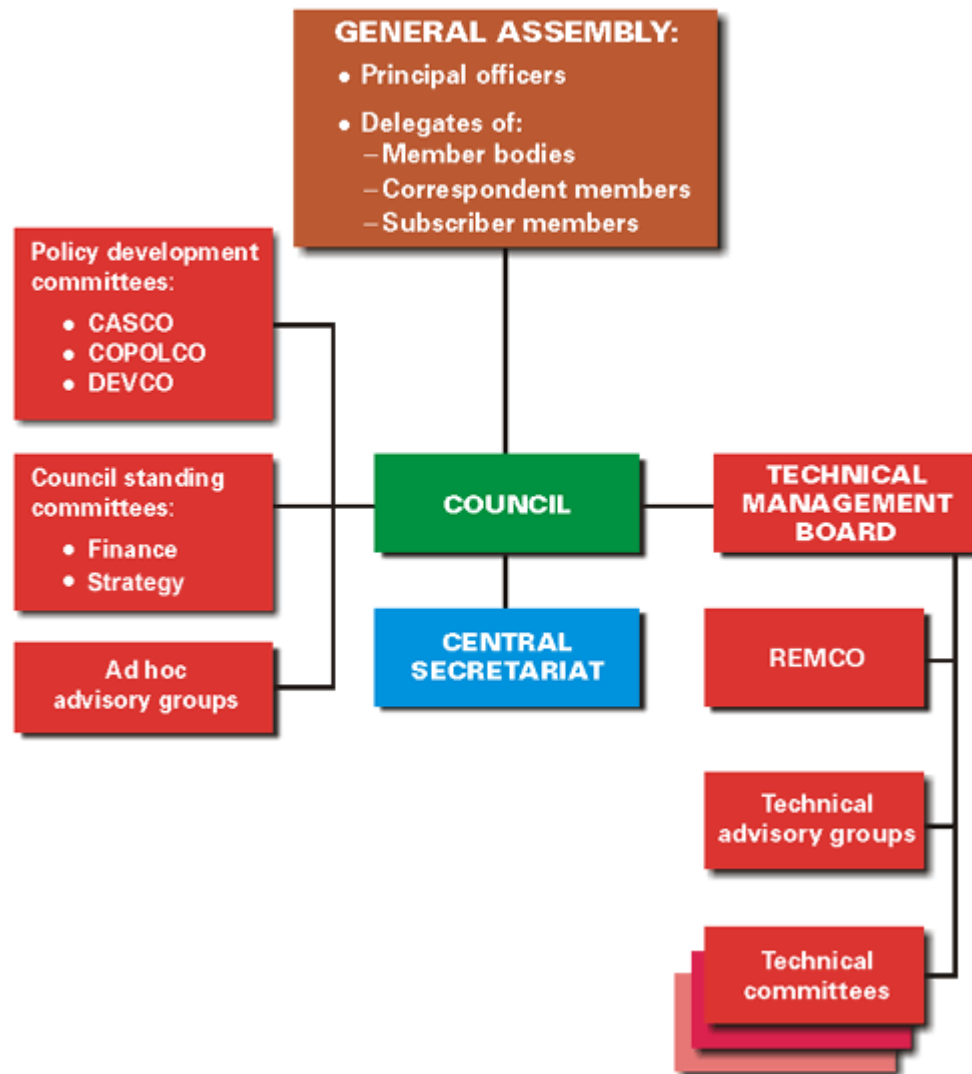 GENERAL ASSEMBLY:
• Principal officers
• Delegates of:
– Member bodies
– Correspondent members
– Subscriber members
Policy development
committees:
• CASCO
• COPOLCO
• DEVCO
Council standing
committees:
• Finance
• Strategy
Ad hoc
advisory groups
COUNCIL
CENTRAL
SECRETARIAT
TECHNICAL
MANAGEMENT
BOARD
REMCO
Technical
advisory groups
Technical
committees